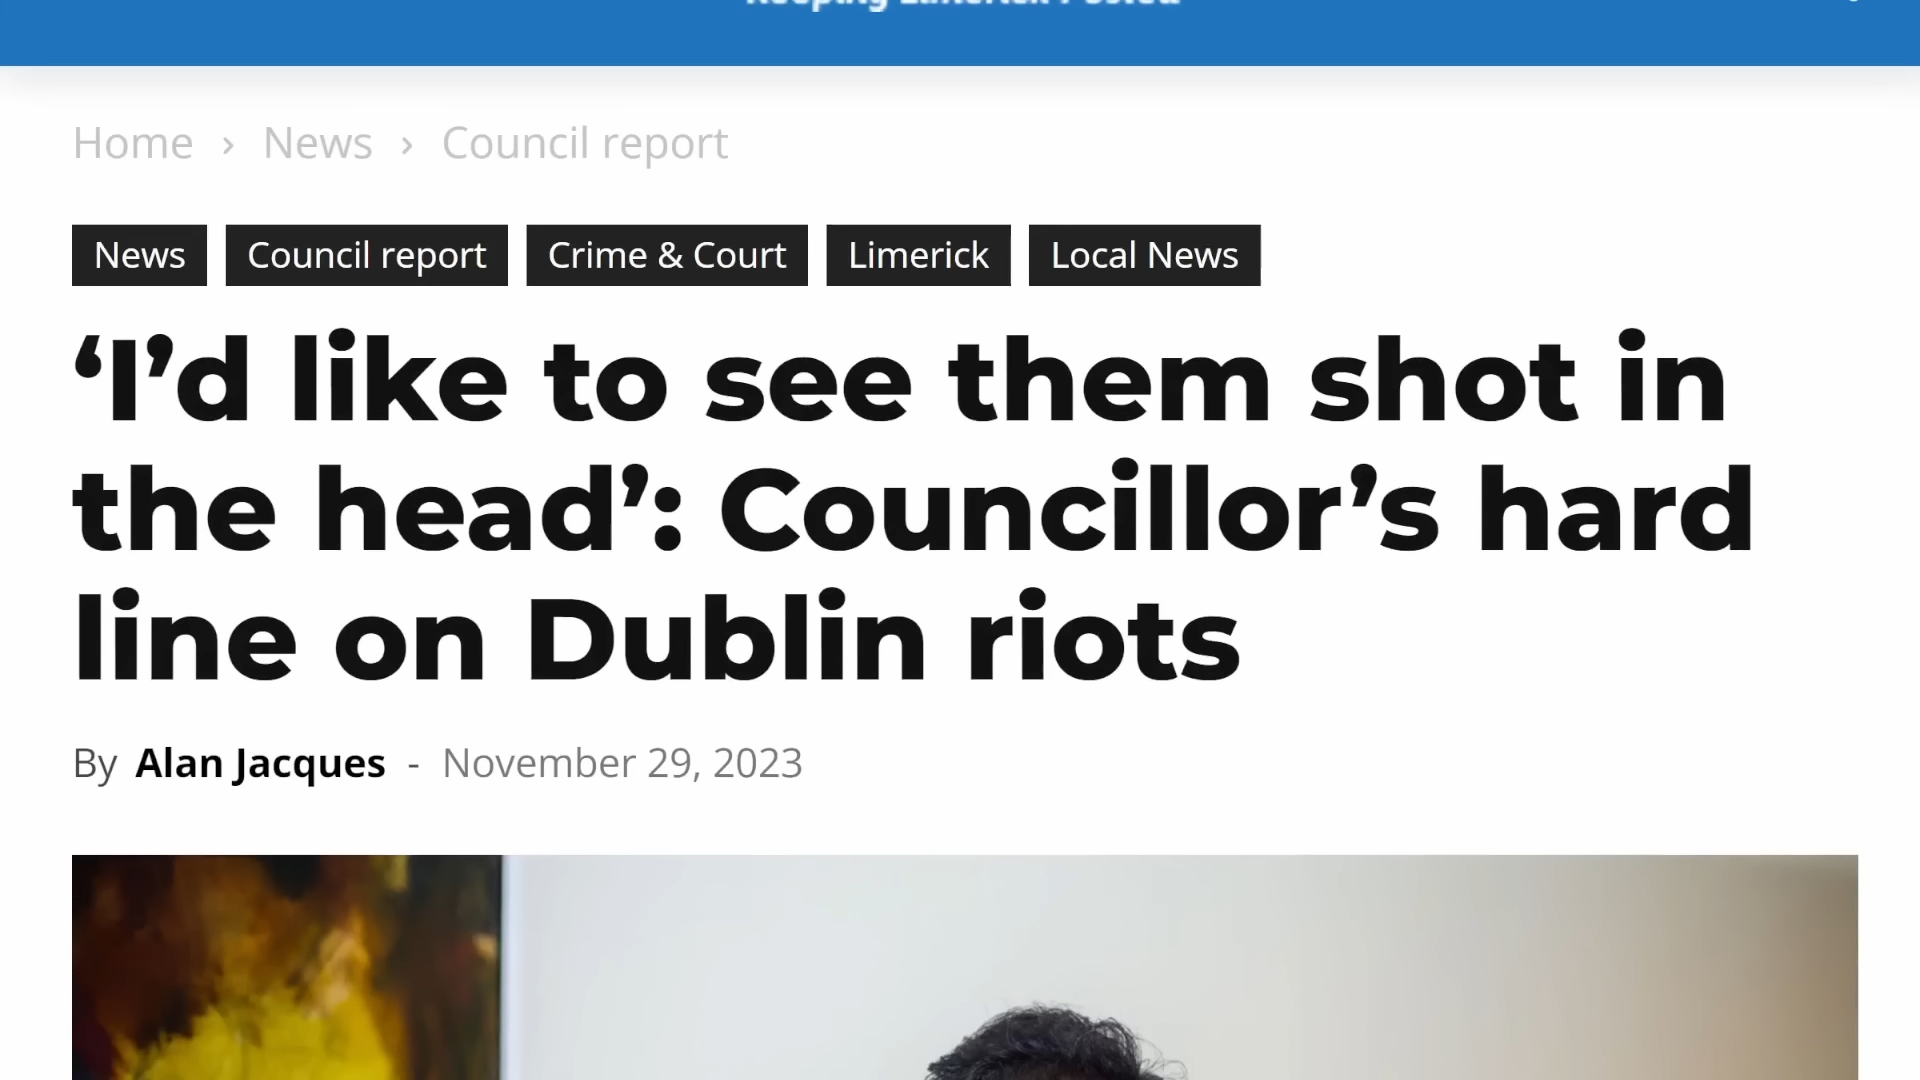 Home › News › Council report
News Council report Crime & Court Limerick Local News
‘I’d like to see them shot in
the head’: Councillor’s hard
line on Dublin riots
By Alan Jacques - November 29, 2023